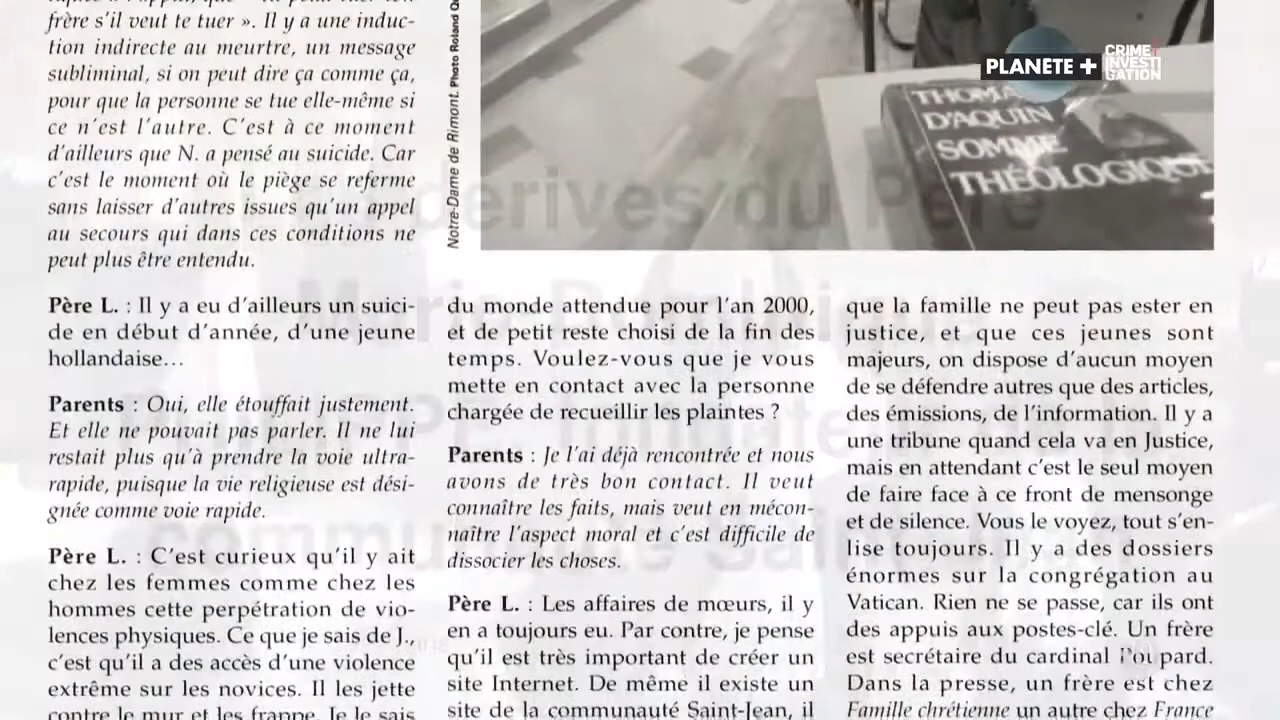 frère s'il veut te tuer ». Il y a une induc-
tion indirecte au meurtre, un message
subliminal, si on peut dire ça comme ça,
pour que la personne se tue elle-même si
ce n'est l'autre. C'est à ce moment
d'ailleurs que N. a pensé au suicide. Car
c'est le moment où le piège se referme
sans laisser d'autres issues qu'un appel
au secours qui dans ces conditions ne
peut plus être entendu.
Père L. : Il y a eu d'ailleurs un suici-
de en début d'année, d'une jeune
hollandaise…
Parents : Oui, elle étouffait justement.
Et elle ne pouvait pas parler. Il ne lui
restait plus qu'à prendre la voie ultra-
rapide, puisque la vie religieuse est dési-
gnée comme voie rapide.
Père L. : C'est curieux qu'il y ait
chez les femmes comme chez les
hommes cette perpétration de vio-
lences physiques. Ce que je sais de J.,
c'est qu'il a des accès d'une violence
extrême sur les novices. Il les jette
contre le mur et les frappe. Je le sais
Notre-Dame de Rimont. Photo Roland
THOMA
D'AQUIN
SOMME
THÉOLOGIQUE
PLANETE +
CRIME
INVESTI
GATION
dérives du Père
du monde attendue pour l'an 2000,
et de petit reste choisi de la fin des
temps. Voulez-vous que je vous
mette en contact avec la personne
chargée de recueillir les plaintes ?
Parents : Je l'ai déjà rencontrée et nous
avons de très bon contact. Il veut
connaître les faits, mais veut en mécon-
naître l'aspect moral et c'est difficile de
dissocier les choses.
Père L. : Les affaires de mœurs, il y
en a toujours eu. Par contre, je pense
qu'il est très important de créer un
site Internet. De même il existe un
site de la communauté Saint-Jean, il
que la famille ne peut pas ester en
justice, et que ces jeunes sont
majeurs, on dispose d'aucun moyen
de se défendre autres que des articles,
des émissions, de l'information. Il y a
une tribune quand cela va en Justice,
mais en attendant c'est le seul moyen
de faire face à ce front de mensonge
et de silence. Vous le voyez, tout s'en-
lise toujours. Il y a des dossiers
énormes sur la congrégation au
Vatican. Rien ne se passe, car ils ont
des appuis aux postes-clé. Un frère
est secrétaire du cardinal Poupard.
Dans la presse, un frère est chez
Famille chrétienne un autre chez France